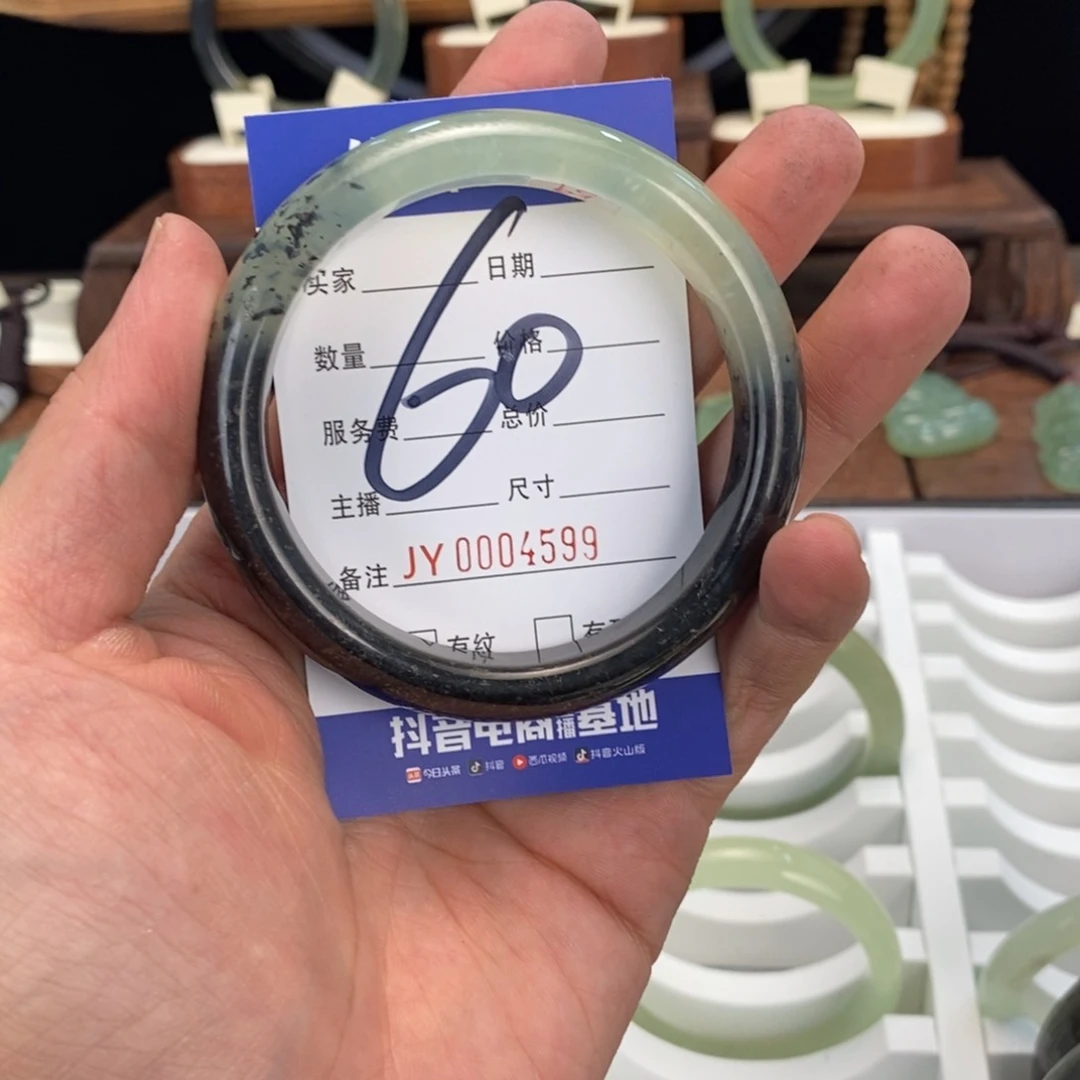 60
买家 日期
数量 价格
服务费 总价
主播 尺寸
备注 JY 0004599
有纹
抖音电商直播基地
今日头条 抖音 西瓜视频 抖音火山版